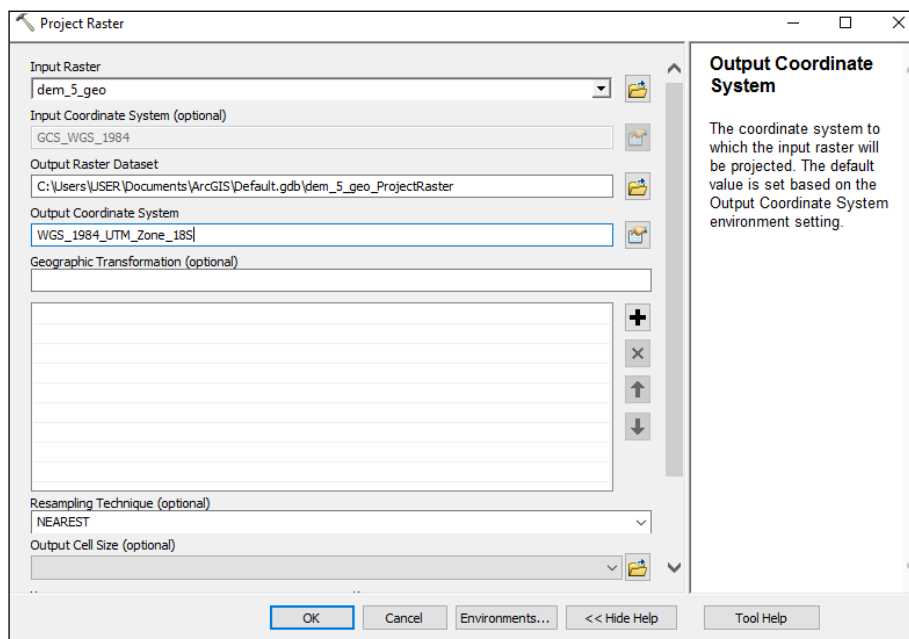 Project Raster
Input Raster
dem_5_geo
Input Coordinate System (optional)
GCS_WGS_1984
Output Raster Dataset
C:\Users\USER\Documents\ArcGIS\Default.gdb\dem_5_geo_ProjectRaster
Output Coordinate System
WGS_1984_UTM_Zone_18S
Geographic Transformation (optional)
Resampling Technique (optional)
NEAREST
Output Cell Size (optional)
OK
Cancel
Environments...
<< Hide Help
Tool Help
Output Coordinate
System
The coordinate system to
which the input raster will
be projected. The default
value is set based on the
Output Coordinate System
environment setting.